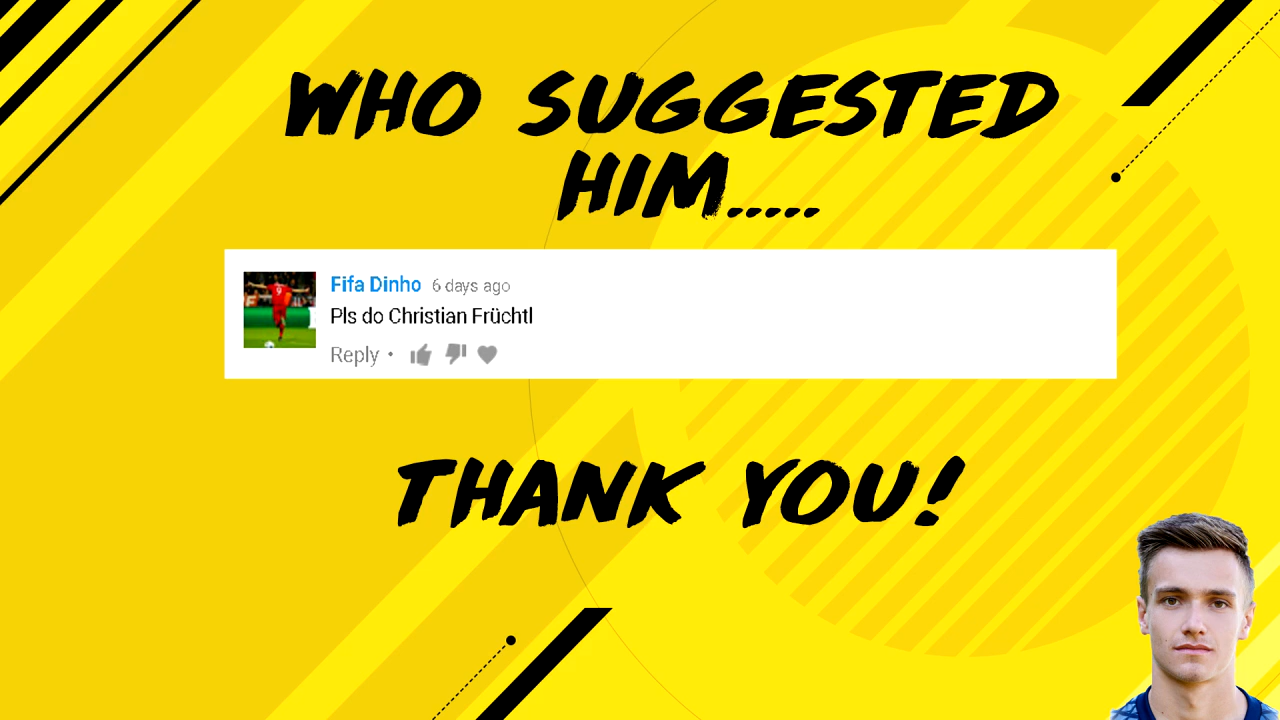 WHO SUGGESTED
HIM.....
Fifa Dinho 6 days ago
Pls do Christian Früchtl
Reply •
THANK YOU!